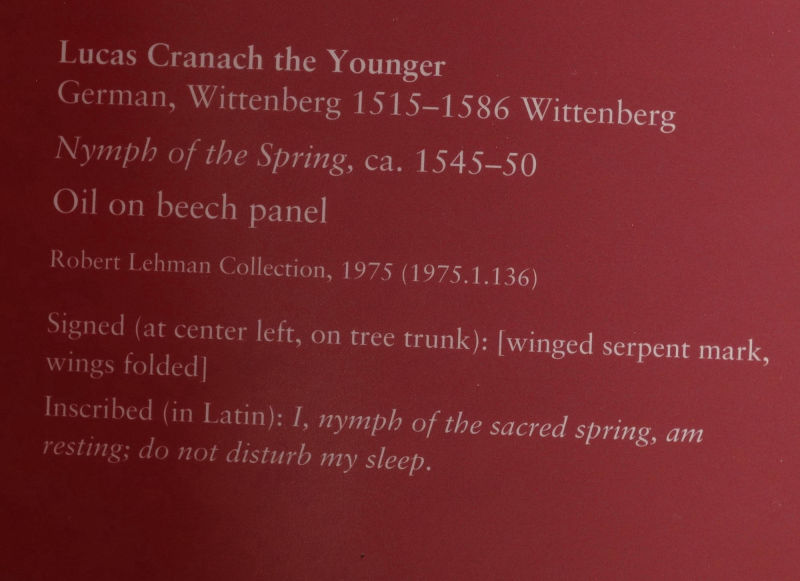 Lucas Cranach the Younger
German, Wittenberg 1515–1586 Wittenberg
Nymph of the Spring, ca. 1545–50
Oil on beech panel
Robert Lehman Collection, 1975 (1975.1.136)
Signed (at center left, on tree trunk): [winged serpent mark,
wings folded]
Inscribed (in Latin): I, nymph of the sacred spring, am
resting; do not disturb my sleep.